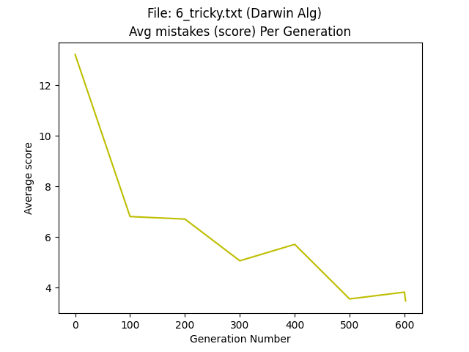 File: 6_tricky.txt (Darwin Alg)
Avg mistakes (score) Per Generation
12
10
8
6
4
Average score
0 100 200 300 400 500 600
Generation Number